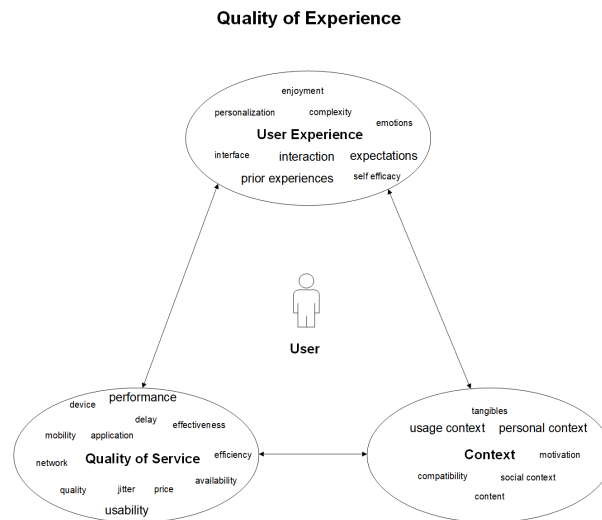 Quality of Experience
enjoyment
personalization complexity
emotions
User Experience
interface interaction expectations
prior experiences self efficacy
User
device performance
delay effectiveness
mobility application
Quality of Service efficiency
network
availability
quality jitter price
usability
tangibles
usage context personal context
Context motivation
compatibility social context
content